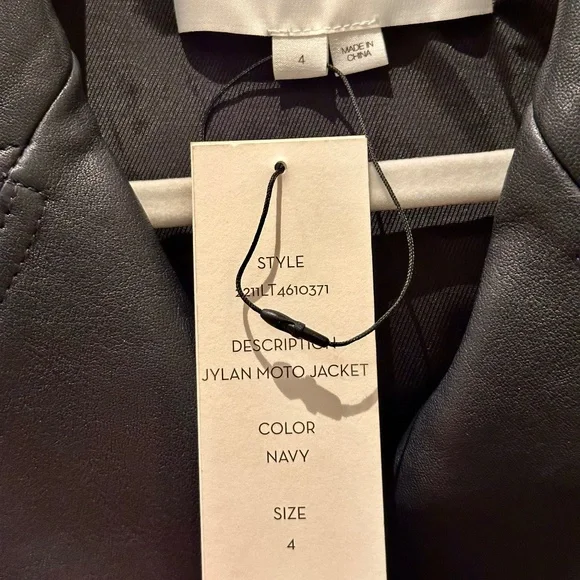 4
MADE IN
CHINA
STYLE
2211LT4610371
DESCRIPTION
JYLAN MOTO JACKET
COLOR
NAVY
SIZE
4